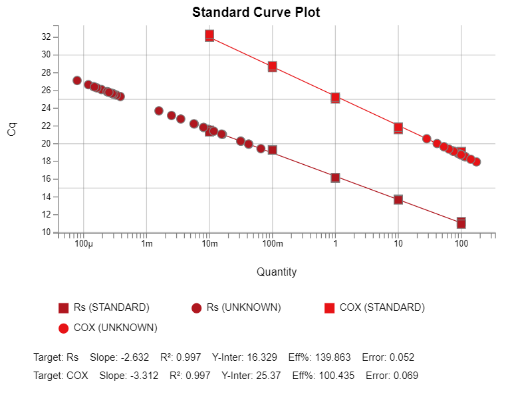 Standard Curve Plot
32
30
28
26
24
22
20
18
16
14
12
10
Cq
100µ 1m 10m 100m 1 10 100
Quantity
Rs (STANDARD) Rs (UNKNOWN) COX (STANDARD)
COX (UNKNOWN)
Target: Rs Slope: -2.632 R²: 0.997 Y-Inter: 16.329 Eff%: 139.863 Error: 0.052
Target: COX Slope: -3.312 R²: 0.997 Y-Inter: 25.37 Eff%: 100.435 Error: 0.069